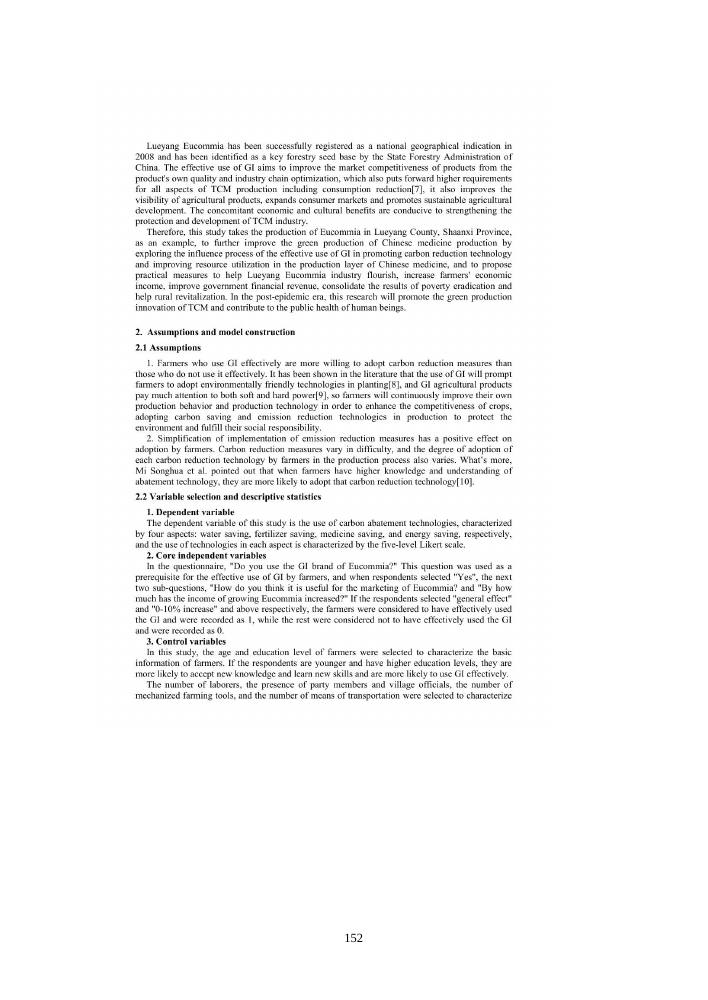 Lueyang Eucommia has been successfully registered as a national geographical indication in
2008 and has been identified as a key forestry seed base by the State Forestry Administration of
China. The effective use of GI aims to improve the market competitiveness of products from the
product's own quality and industry chain optimization, which also puts forward higher requirements
for all aspects of TCM production including consumption reduction[7], it also improves the
visibility of agricultural products, expands consumer markets and promotes sustainable agricultural
development. The concomitant economic and cultural benefits are conducive to strengthening the
protection and development of TCM industry.
Therefore, this study takes the production of Eucommia in Lueyang County, Shaanxi Province,
as an example, to further improve the green production of Chinese medicine production by
exploring the influence process of the effective use of GI in promoting carbon reduction technology
and improving resource utilization in the production layer of Chinese medicine, and to propose
practical measures to help Lueyang Eucommia industry flourish, increase farmers' economic
income, improve government financial revenue, consolidate the results of poverty eradication and
help rural revitalization. In the post-epidemic era, this research will promote the green production
innovation of TCM and contribute to the public health of human beings.
2. Assumptions and model construction
2.1 Assumptions
1. Farmers who use GI effectively are more willing to adopt carbon reduction measures than
those who do not use it effectively. It has been shown in the literature that the use of GI will prompt
farmers to adopt environmentally friendly technologies in planting[8], and GI agricultural products
pay much attention to both soft and hard power[9], so farmers will continuously improve their own
production behavior and production technology in order to enhance the competitiveness of crops,
adopting carbon saving and emission reduction technologies in production to protect the
environment and fulfill their social responsibility.
2. Simplification of implementation of emission reduction measures has a positive effect on
adoption by farmers. Carbon reduction measures vary in difficulty, and the degree of adoption of
each carbon reduction technology by farmers in the production process also varies. What's more,
Mi Songhua et al. pointed out that when farmers have higher knowledge and understanding of
abatement technology, they are more likely to adopt that carbon reduction technology[10].
2.2 Variable selection and descriptive statistics
1. Dependent variable
The dependent variable of this study is the use of carbon abatement technologies, characterized
by four aspects: water saving, fertilizer saving, medicine saving, and energy saving, respectively,
and the use of technologies in each aspect is characterized by the five-level Likert scale.
2. Core independent variables
In the questionnaire, "Do you use the GI brand of Eucommia?" This question was used as a
prerequisite for the effective use of GI by farmers, and when respondents selected "Yes", the next
two sub-questions, "How do you think it is useful for the marketing of Eucommia? and "By how
much has the income of growing Eucommia increased?" If the respondents selected "general effect"
and "0-10% increase" and above respectively, the farmers were considered to have effectively used
the GI and were recorded as 1, while the rest were considered not to have effectively used the GI
and were recorded as 0.
3. Control variables
In this study, the age and education level of farmers were selected to characterize the basic
information of farmers. If the respondents are younger and have higher education levels, they are
more likely to accept new knowledge and learn new skills and are more likely to use GI effectively.
The number of laborers, the presence of party members and village officials, the number of
mechanized farming tools, and the number of means of transportation were selected to characterize
152